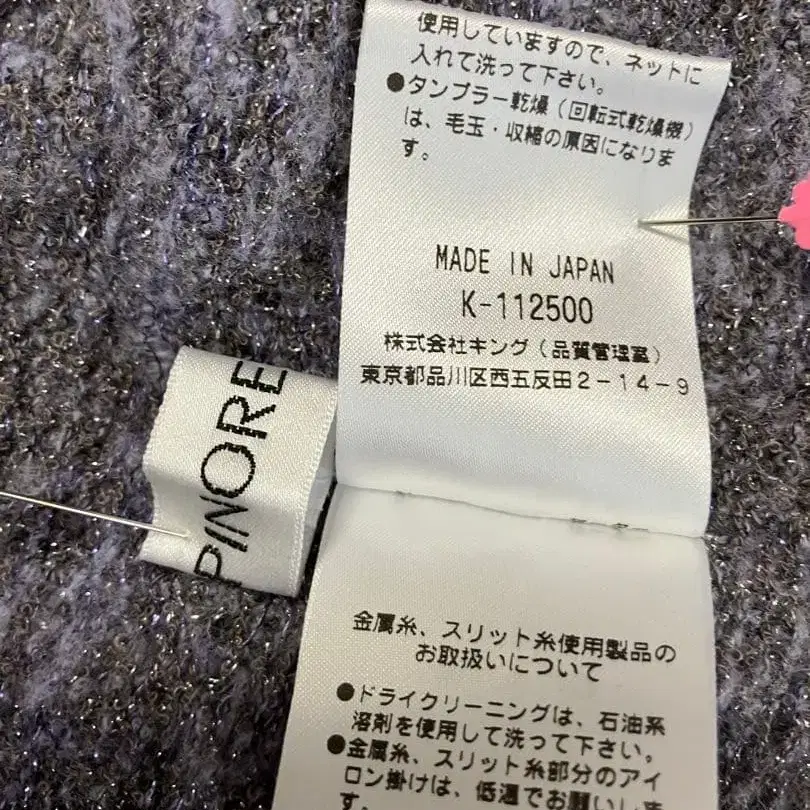 使用していますので、ネットに
入れて洗って下さい。
●タンブラー乾燥（回転式乾燥機）
は、毛玉・収縮の原因になりま
す。
MADE IN JAPAN
K-112500
株式会社キング（品質管理室）
東京都品川区西五反田2-14-9
PINORE
金属糸、スリット糸使用製品の
お取扱いについて
●ドライクリーニングは、石油系
溶剤を使用して洗って下さい。
●金属糸、スリット糸部分のアイ
ロン掛けは、低温でお願いしま
す。